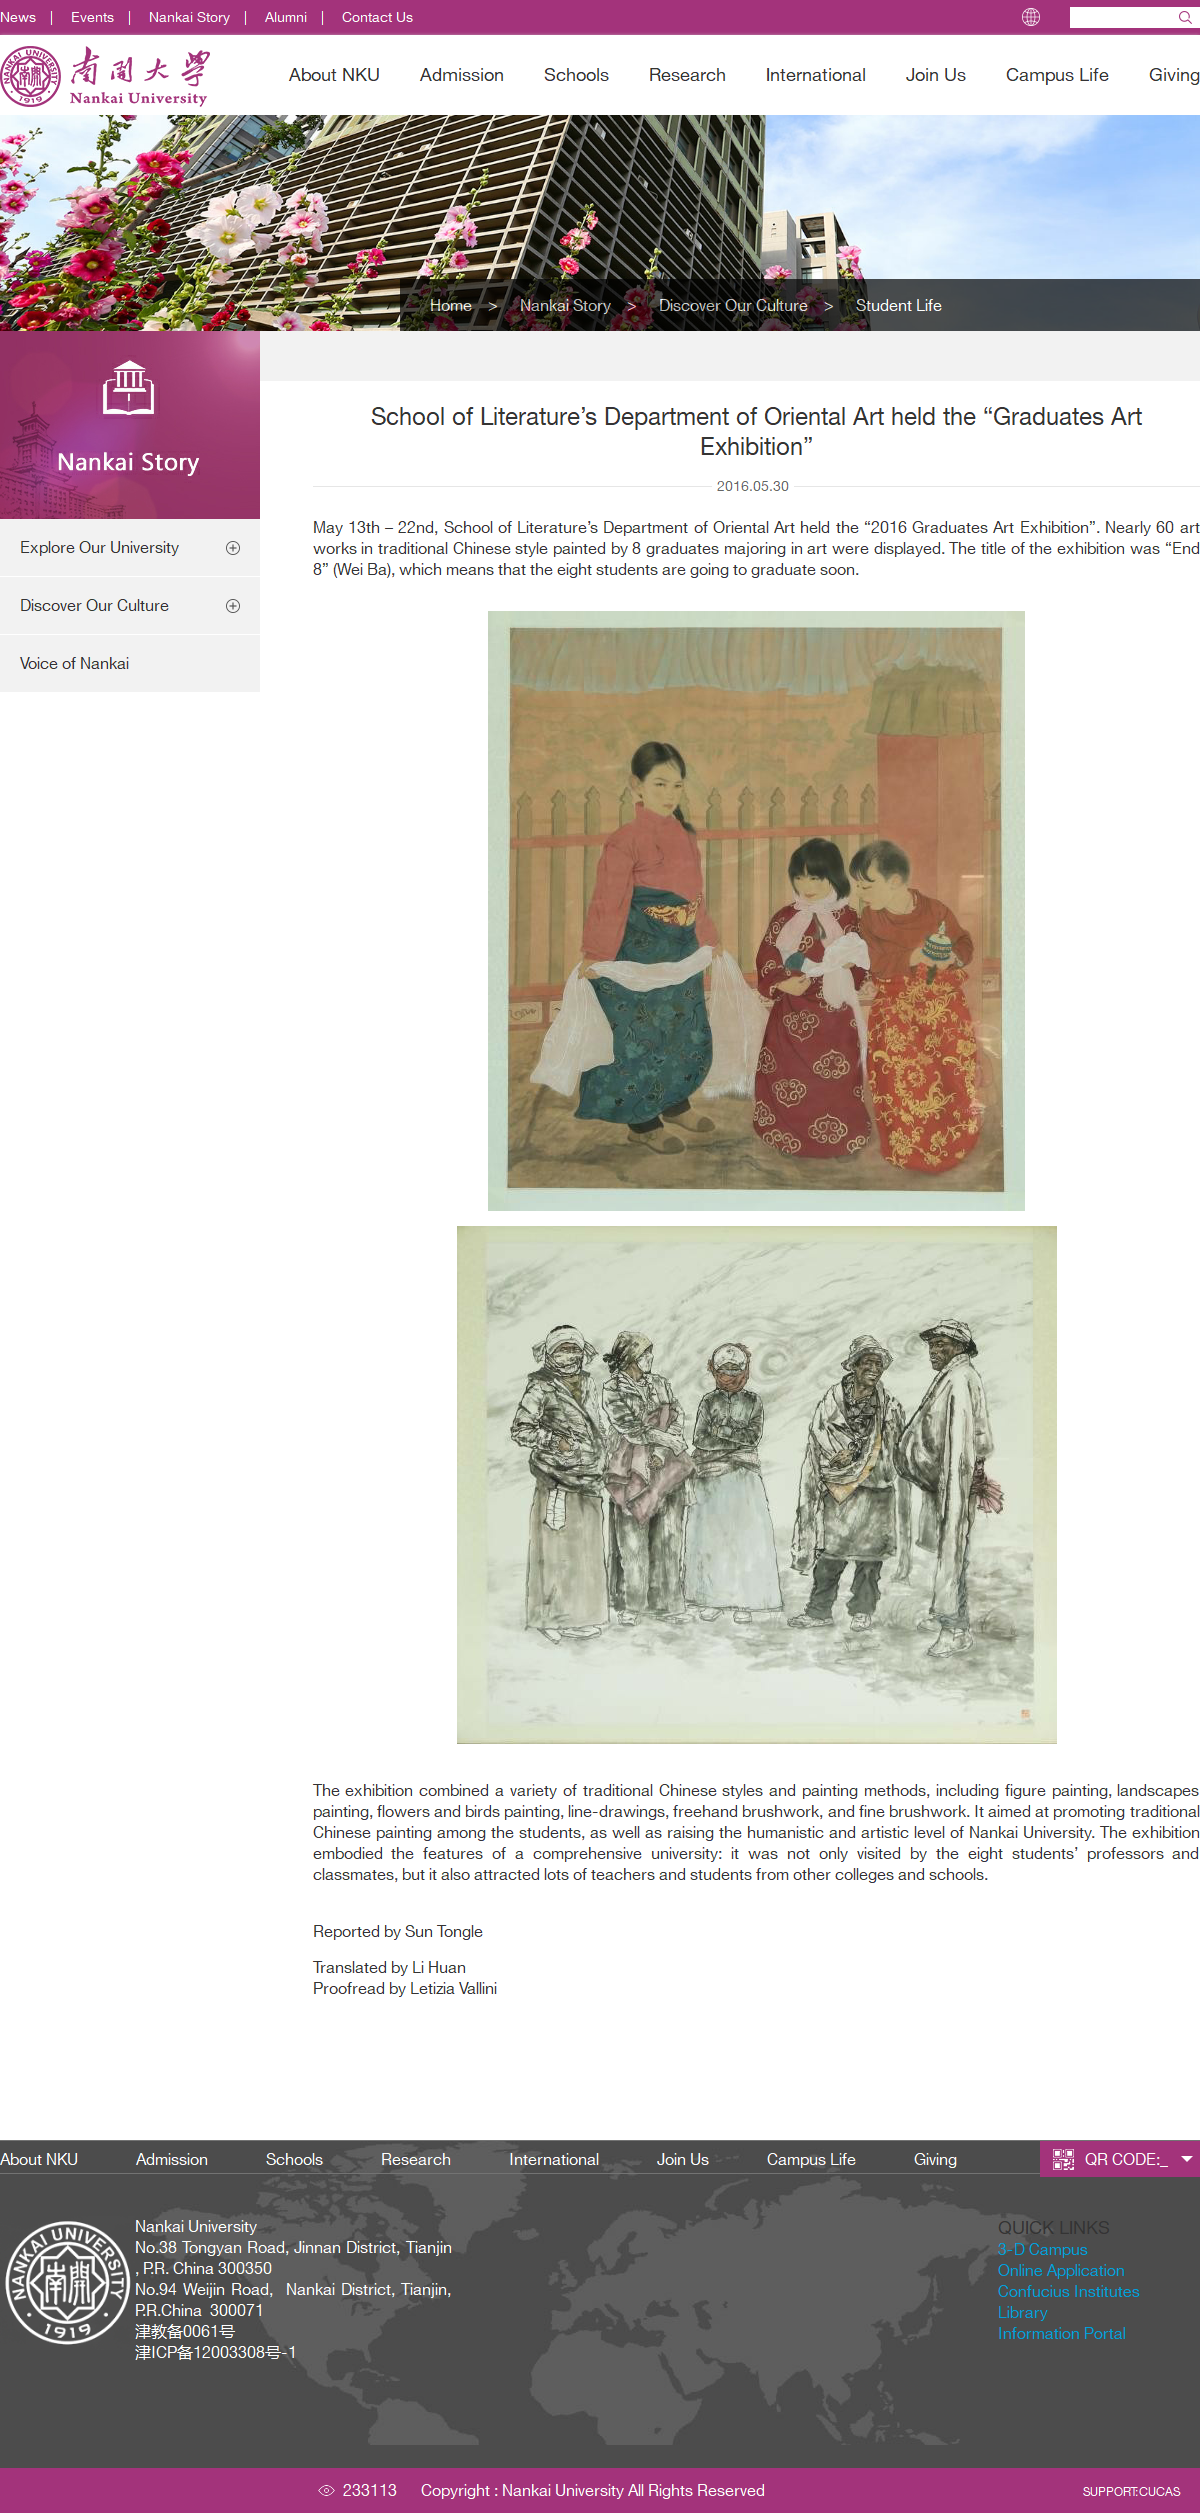 News | Events | Nankai Story | Alumni | Contact Us
NANKAI UNIVERSITY
南開
1919
南開大學
Nankai University
About NKU Admission Schools Research International Join Us Campus Life Giving
Home > Nankai Story > Discover Our Culture > Student Life
Nankai Story
Explore Our University
Discover Our Culture
Voice of Nankai
School of Literature’s Department of Oriental Art held the “Graduates Art
Exhibition”
2016.05.30
May 13th – 22nd, School of Literature’s Department of Oriental Art held the “2016 Graduates Art Exhibition”. Nearly 60 art
works in traditional Chinese style painted by 8 graduates majoring in art were displayed. The title of the exhibition was “End
8” (Wei Ba), which means that the eight students are going to graduate soon.
The exhibition combined a variety of traditional Chinese styles and painting methods, including figure painting, landscapes
painting, flowers and birds painting, line-drawings, freehand brushwork, and fine brushwork. It aimed at promoting traditional
Chinese painting among the students, as well as raising the humanistic and artistic level of Nankai University. The exhibition
embodied the features of a comprehensive university: it was not only visited by the eight students’ professors and
classmates, but it also attracted lots of teachers and students from other colleges and schools.
Reported by Sun Tongle
Translated by Li Huan
Proofread by Letizia Vallini
About NKU Admission Schools Research International Join Us Campus Life Giving QR CODE:_
NANKAI UNIVERSITY
南開
1919
Nankai University
No.38 Tongyan Road, Jinnan District, Tianjin
, P.R. China 300350
No.94 Weijin Road, Nankai District, Tianjin,
P.R.China 300071
津教备0061号
津ICP备12003308号-1
QUICK LINKS
3-D Campus
Online Application
Confucius Institutes
Library
Information Portal
233113 Copyright : Nankai University All Rights Reserved SUPPORT:CUCAS